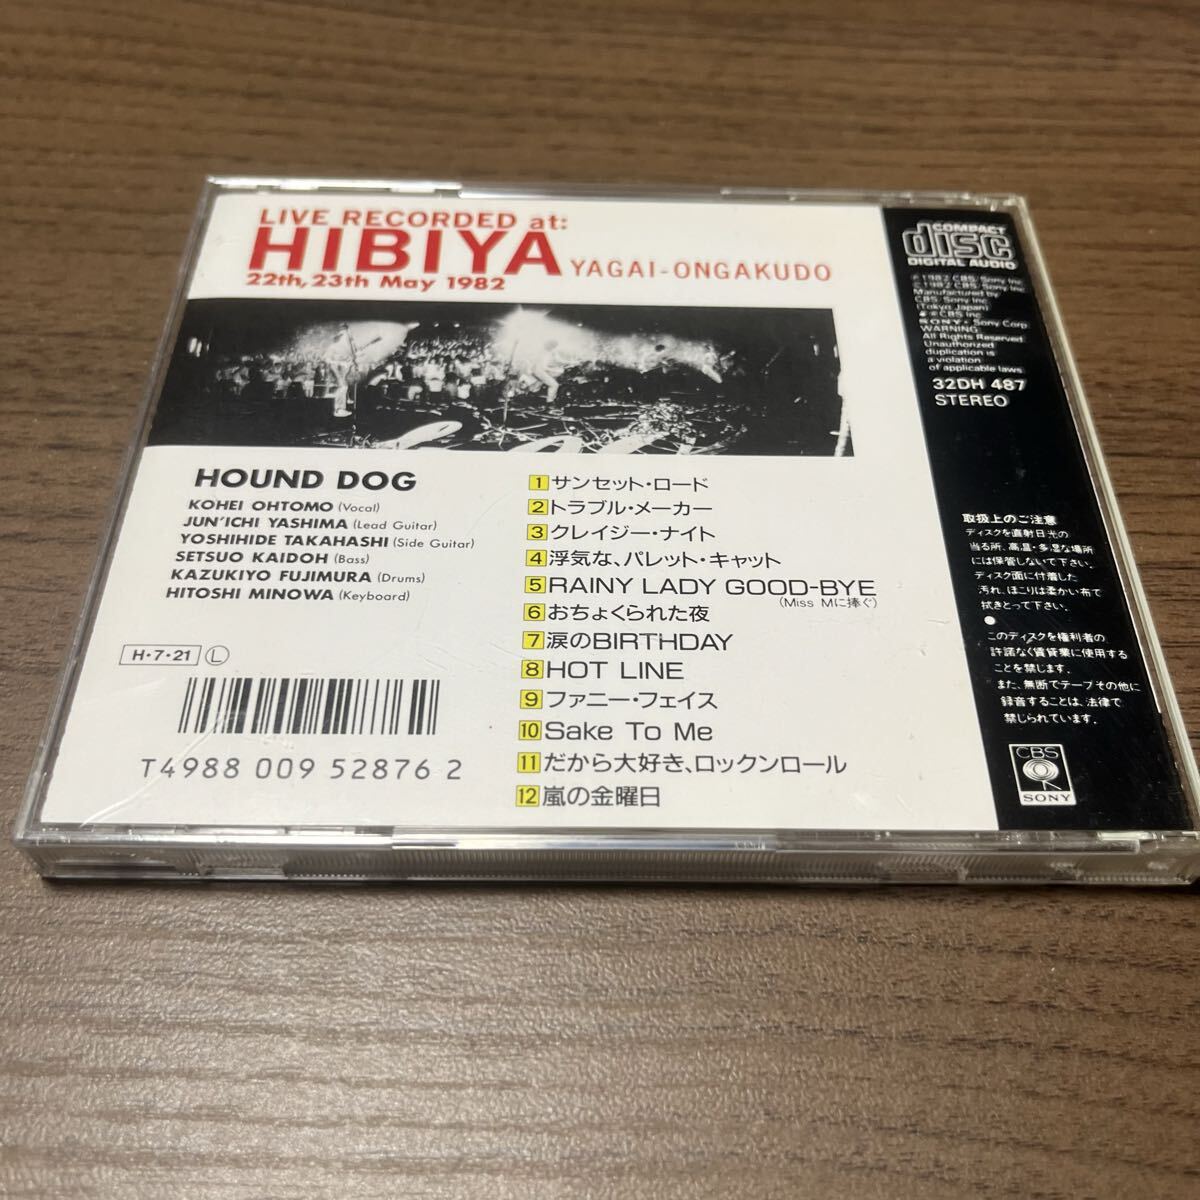 LIVE RECORDED at:
HIBIYA YAGAI-ONGAKUDO
22th, 23th May 1982
HOUND DOG
KOHEI OHTOMO (Vocal)
JUN'ICHI YASHIMA (Lead Guitar)
YOSHIHIDE TAKAHASHI (Side Guitar)
SETSUO KAIDOH (Bass)
KAZUKIYO FUJIMURA (Drums)
HITOSHI MINOWA (Keyboard)
H・7・21 Ⓛ
T4988 009 52876 2
1 サンセット・ロード
2 トラブル・メーカー
3 クレイジー・ナイト
4 浮気な、パレット・キャット
5 RAINY LADY GOOD-BYE
(Miss Mに捧ぐ)
6 おちょくられた夜
7 涙のBIRTHDAY
8 HOT LINE
9 ファニー・フェイス
10 Sake To Me
11 だから大好き、ロックンロール
12 嵐の金曜日
COMPACT
disc
DIGITAL AUDIO
Ⓟ1982 CBS/Sony Inc.
©1982 CBS/Sony Inc.
Manufactured by
CBS/Sony Inc.
(Tokyo Japan)
CBS Inc.
SONY・Sony Corp.
WARNING
All Rights Reserved.
Unauthorized
duplication is
a violation
of applicable laws.
32DH 487
STEREO
取扱上のご注意
ディスクを直射日光の
当る所、高温・多湿な場所
には保管しないで下さい。
ディスク面に付着した
汚れ、ほこりは柔かい布で
拭きとって下さい。
●
このディスクを権利者の
許諾なく賃貸業に使用する
ことを禁じます。
また、無断でテープその他に
録音することは、法律で
禁じられています。
CBS
SONY